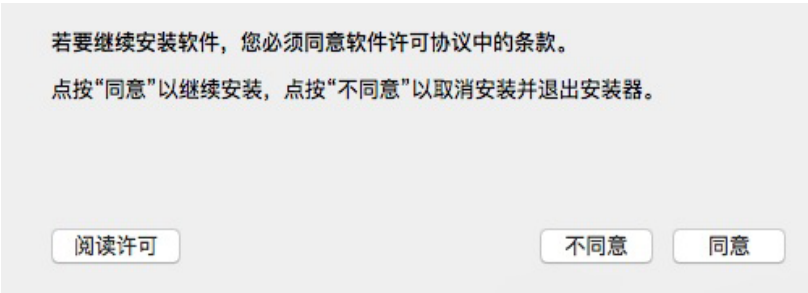 若要继续安装软件，您必须同意软件许可协议中的条款。
点按“同意”以继续安装，点按“不同意”以取消安装并退出安装器。
阅读许可 不同意 同意